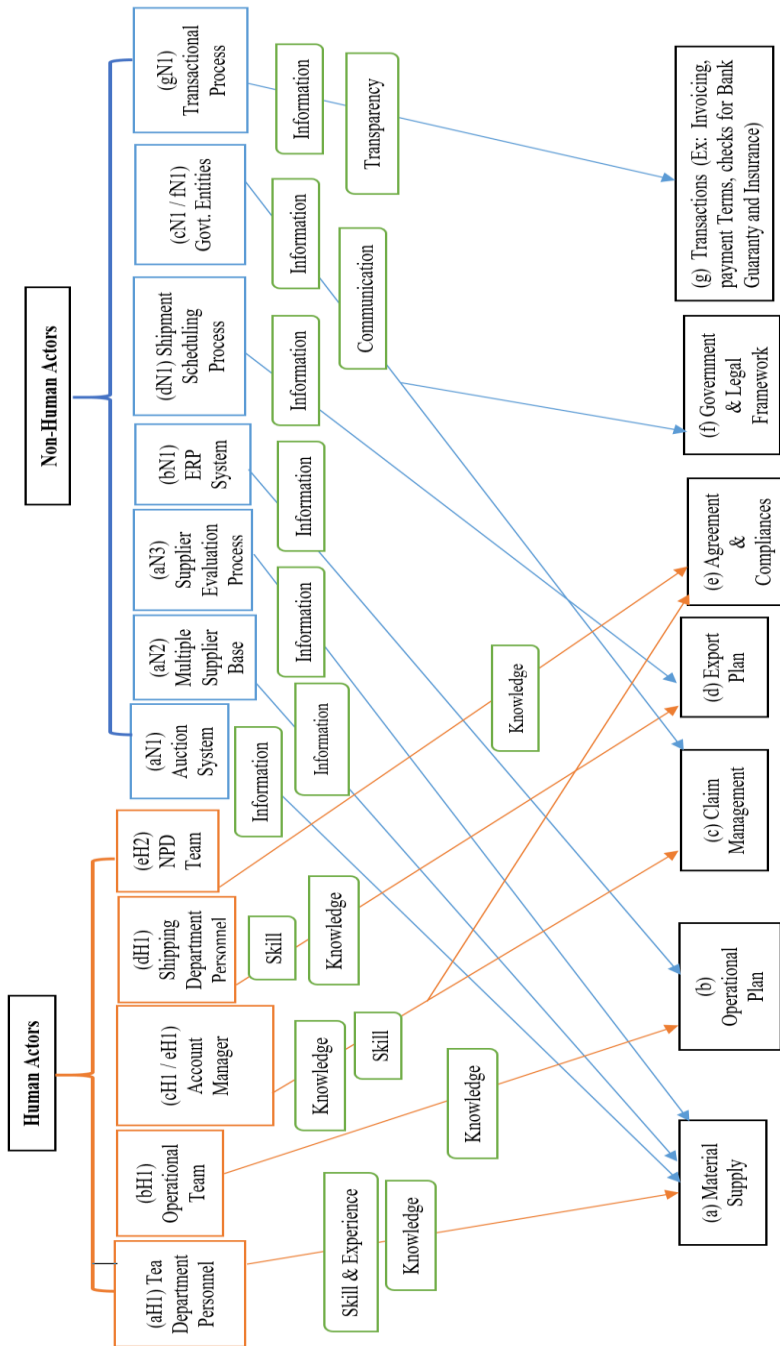 Human Actors
Non-Human Actors
(aH1) Tea
Department
Personnel
(bH1)
Operational
Team
(cH1 / eH1)
Account
Manager
(dH1)
Shipping
Department
Personnel
(eH2)
NPD
Team
(aN1)
Auction
System
(aN2)
Multiple
Supplier
Base
(aN3)
Supplier
Evaluation
Process
(bN1)
ERP
System
(dN1) Shipment
Scheduling
Process
(cN1 / fN1)
Govt. Entities
(gN1)
Transactional
Process
Skill & Experience
Knowledge
Knowledge
Knowledge
Skill
Skill
Knowledge
Knowledge
Information
Information
Information
Information
Information
Information
Communication
Information
Transparency
(a) Material
Supply
(b)
Operational
Plan
(c) Claim
Management
(d) Export
Plan
(e) Agreement
&
Compliances
(f) Government
& Legal
Framework
(g) Transactions (Ex: Invoicing,
payment Terms, checks for Bank
Guaranty and Insurance)